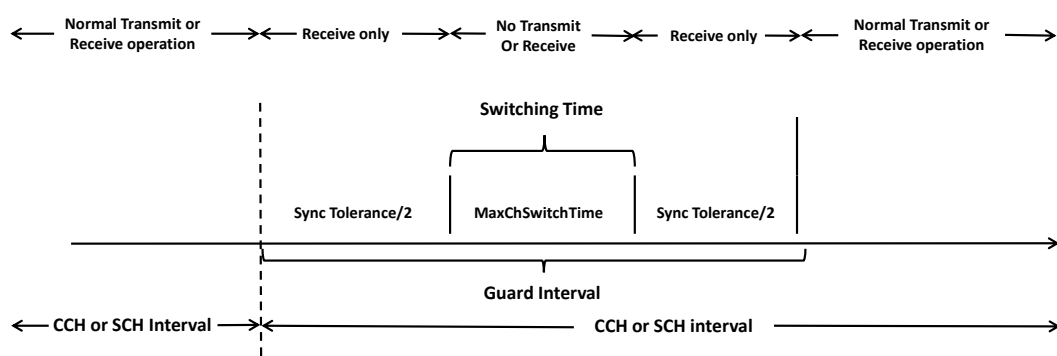 Normal Transmit or
Receive operation
Receive only
No Transmit
Or Receive
Receive only
Normal Transmit or
Receive operation
Switching Time
Sync Tolerance/2
MaxChSwitchTime
Sync Tolerance/2
Guard Interval
CCH or SCH Interval
CCH or SCH interval